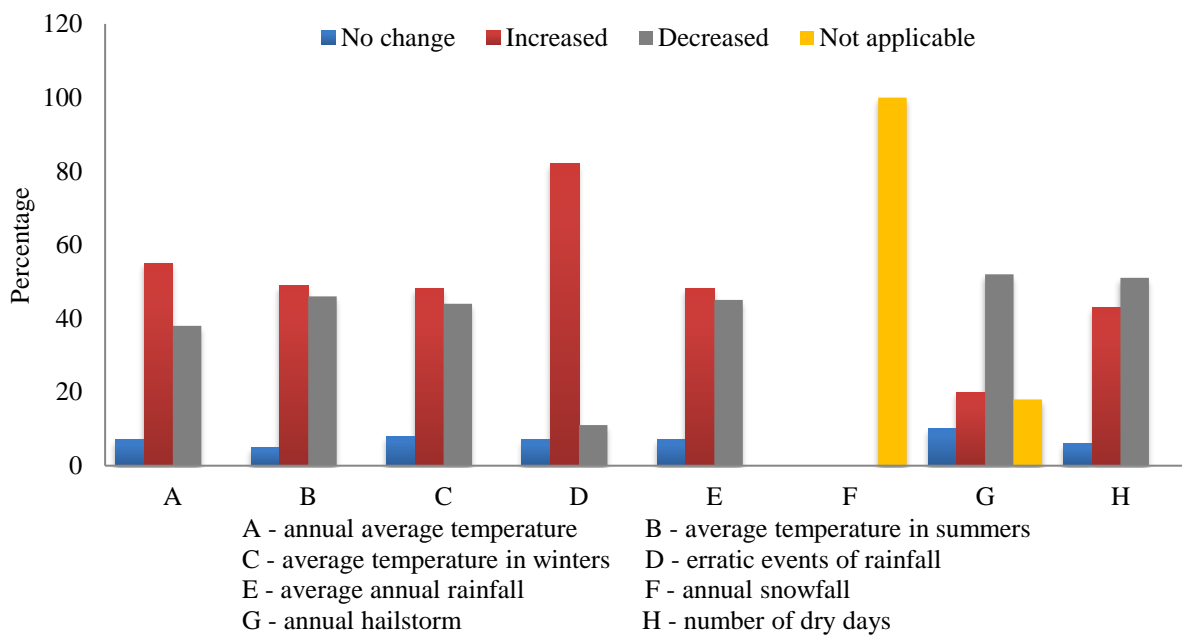 120
No change Increased Decreased Not applicable
100
80
60
40
20
0
Percentage
A B C D E F G H
A - annual average temperature B - average temperature in summers
C - average temperature in winters D - erratic events of rainfall
E - average annual rainfall F - annual snowfall
G - annual hailstorm H - number of dry days